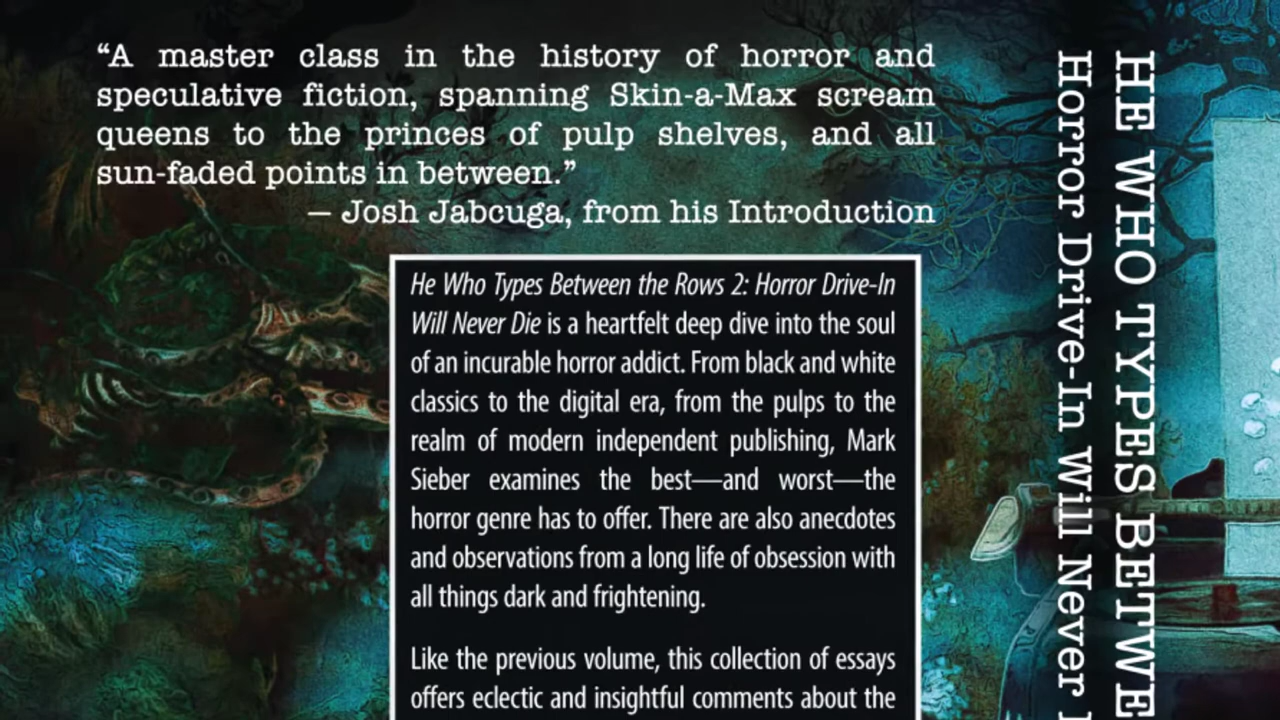 “A master class in the history of horror and
speculative fiction, spanning Skin-a-Max scream
queens to the princes of pulp shelves, and all
sun-faded points in between.”
— Josh Jabcuga, from his Introduction
He Who Types Between the Rows 2: Horror Drive-In
Will Never Die is a heartfelt deep dive into the soul
of an incurable horror addict. From black and white
classics to the digital era, from the pulps to the
realm of modern independent publishing, Mark
Sieber examines the best—and worst—the
horror genre has to offer. There are also anecdotes
and observations from a long life of obsession with
all things dark and frightening.
Like the previous volume, this collection of essays
offers eclectic and insightful comments about the
HE WHO TYPES BETWE
Horror Drive-In Will Never